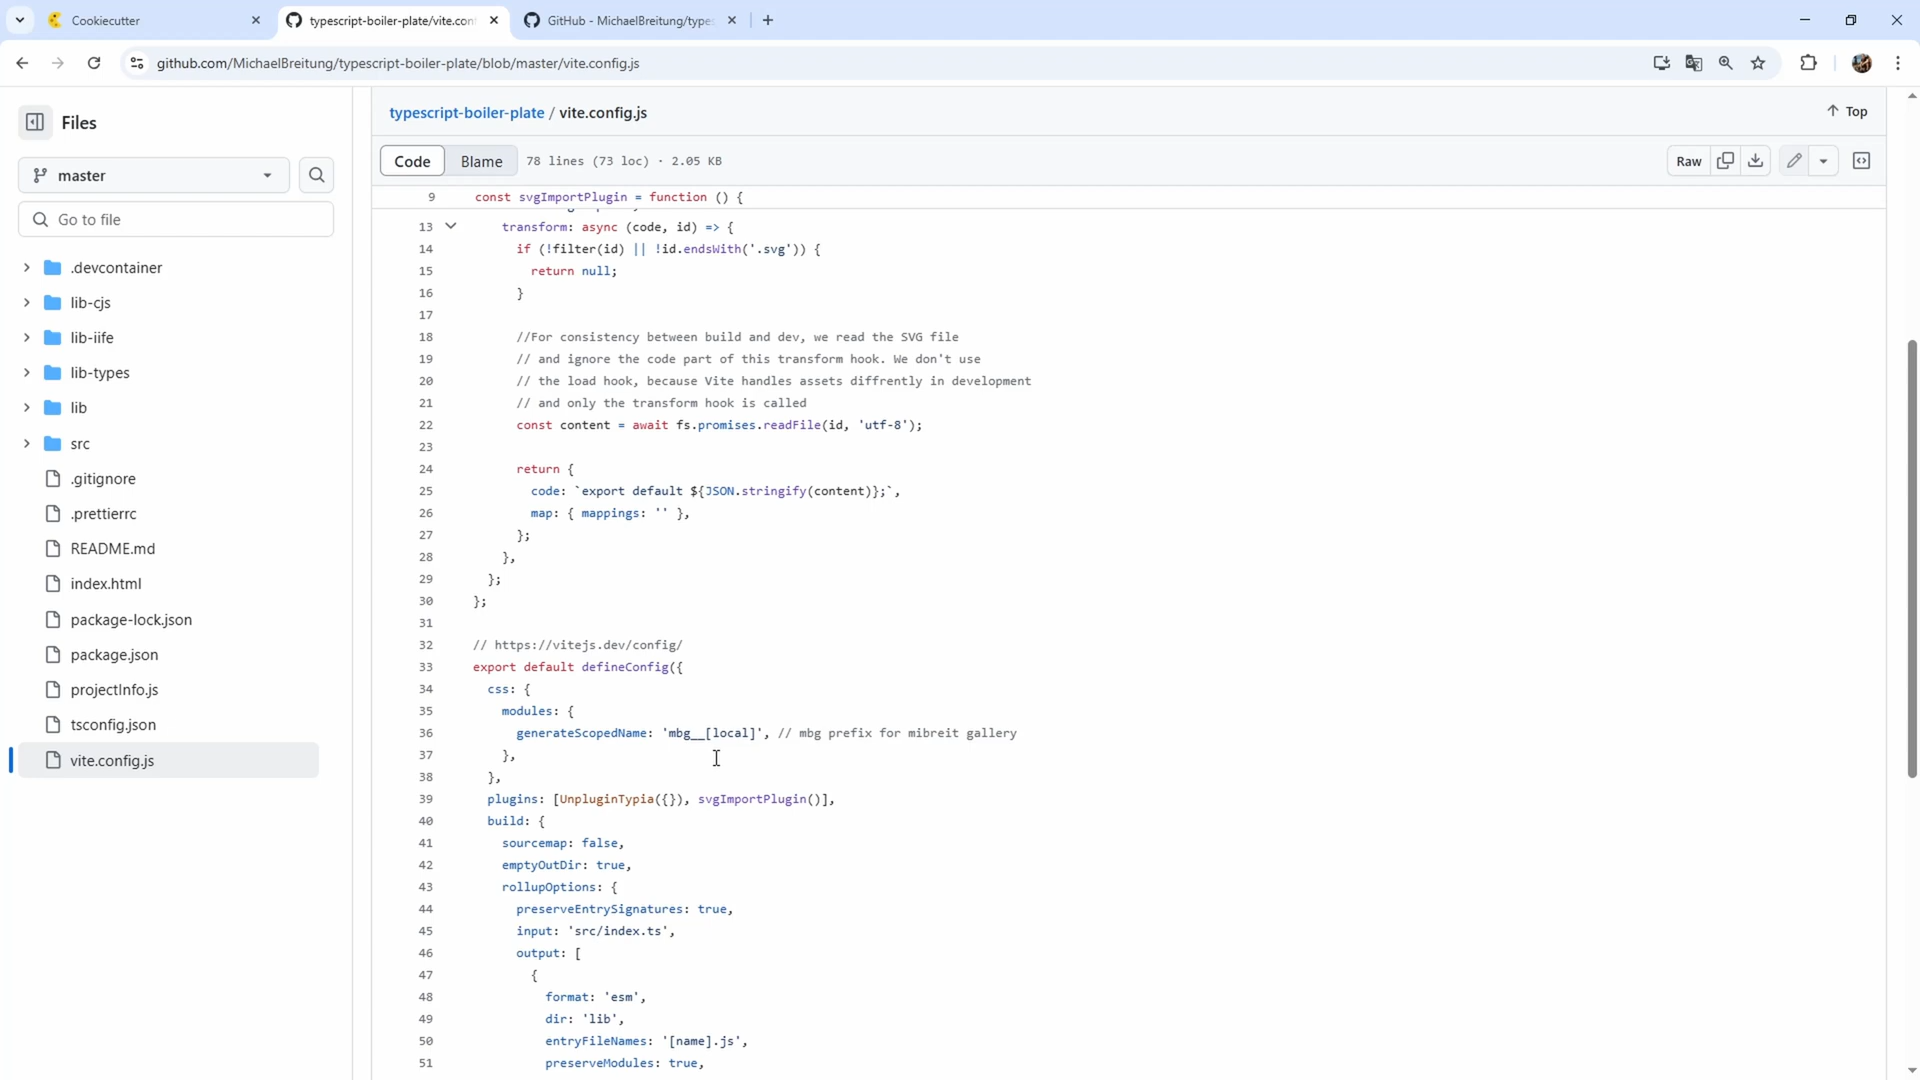 Cookiecutter
typescript-boiler-plate/vite.con
GitHub - MichaelBreitung/types
github.com/MichaelBreitung/typescript-boiler-plate/blob/master/vite.config.js
Files
master
Go to file
.devcontainer
lib-cjs
lib-iife
lib-types
lib
src
.gitignore
.prettierrc
README.md
index.html
package-lock.json
package.json
projectInfo.js
tsconfig.json
vite.config.js
typescript-boiler-plate / vite.config.js
Top
Code Blame 78 lines (73 loc) · 2.05 KB
Raw
9 const svgImportPlugin = function () {
13 transform: async (code, id) => {
14 if (!filter(id) || !id.endsWith('.svg')) {
15 return null;
16 }
17
18 //For consistency between build and dev, we read the SVG file
19 // and ignore the code part of this transform hook. We don't use
20 // the load hook, because Vite handles assets diffrently in development
21 // and only the transform hook is called
22 const content = await fs.promises.readFile(id, 'utf-8');
23
24 return {
25 code: `export default ${JSON.stringify(content)};`,
26 map: { mappings: '' },
27 };
28 },
29 };
30 };
31
32 // https://vitejs.dev/config/
33 export default defineConfig({
34 css: {
35 modules: {
36 generateScopedName: 'mbg__[local]', // mbg prefix for mibreit gallery
37 },
38 },
39 plugins: [UnpluginTypia({}), svgImportPlugin()],
40 build: {
41 sourcemap: false,
42 emptyOutDir: true,
43 rollupOptions: {
44 preserveEntrySignatures: true,
45 input: 'src/index.ts',
46 output: [
47 {
48 format: 'esm',
49 dir: 'lib',
50 entryFileNames: '[name].js',
51 preserveModules: true,